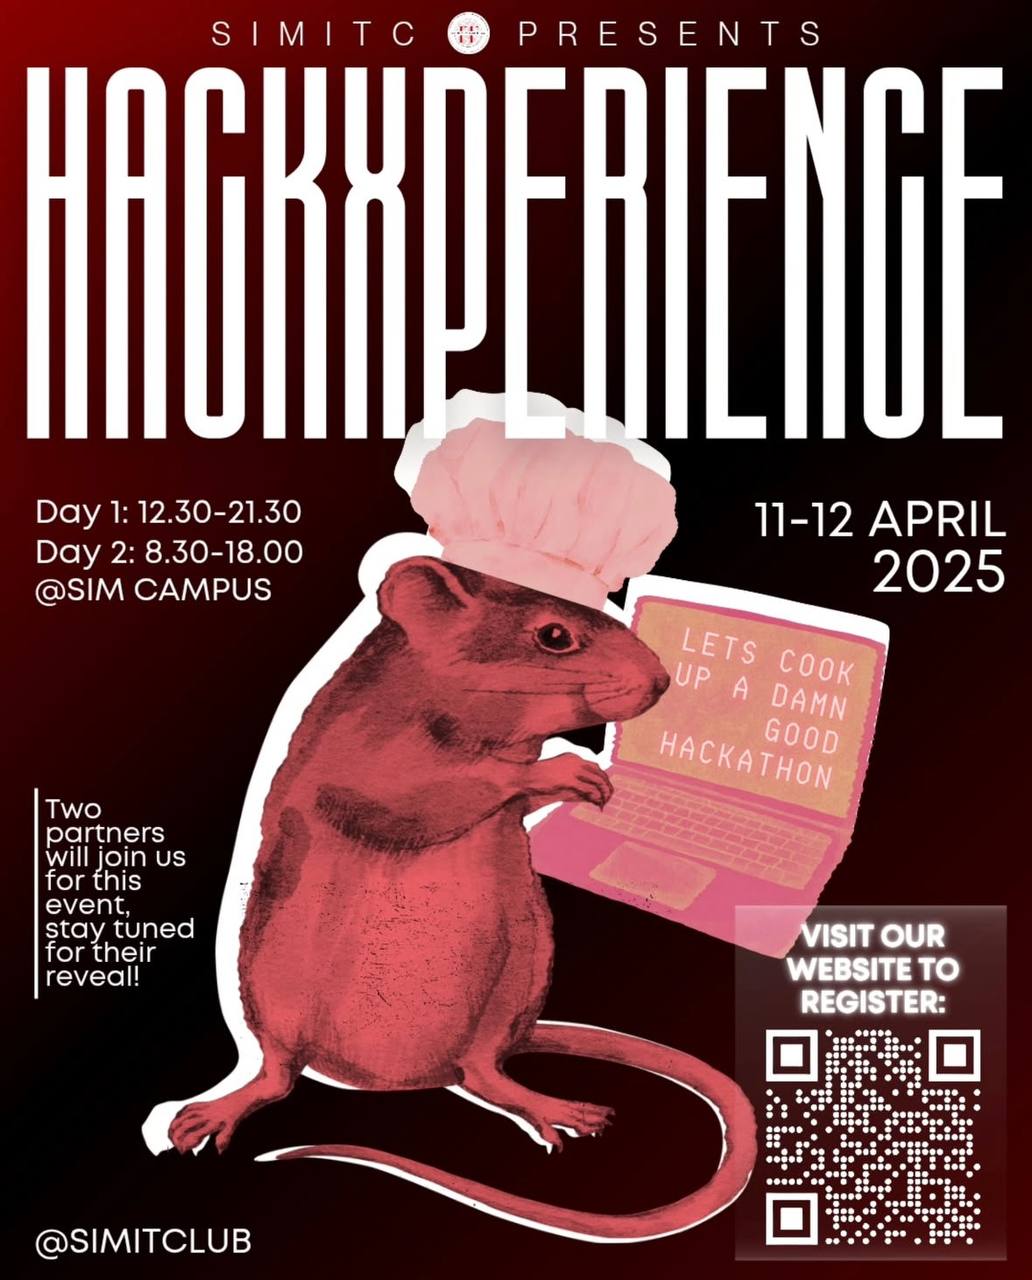 SIMITC PRESENTS
HACKXPERIENCE
Day 1: 12.30-21.30
Day 2: 8.30-18.00
@SIM CAMPUS
11-12 APRIL
2025
LETS COOK
UP A DAMN
GOOD
HACKATHON
Two
partners
will join us
for this
event,
stay tuned
for their
reveal!
VISIT OUR
WEBSITE TO
REGISTER:
@SIMITCLUB